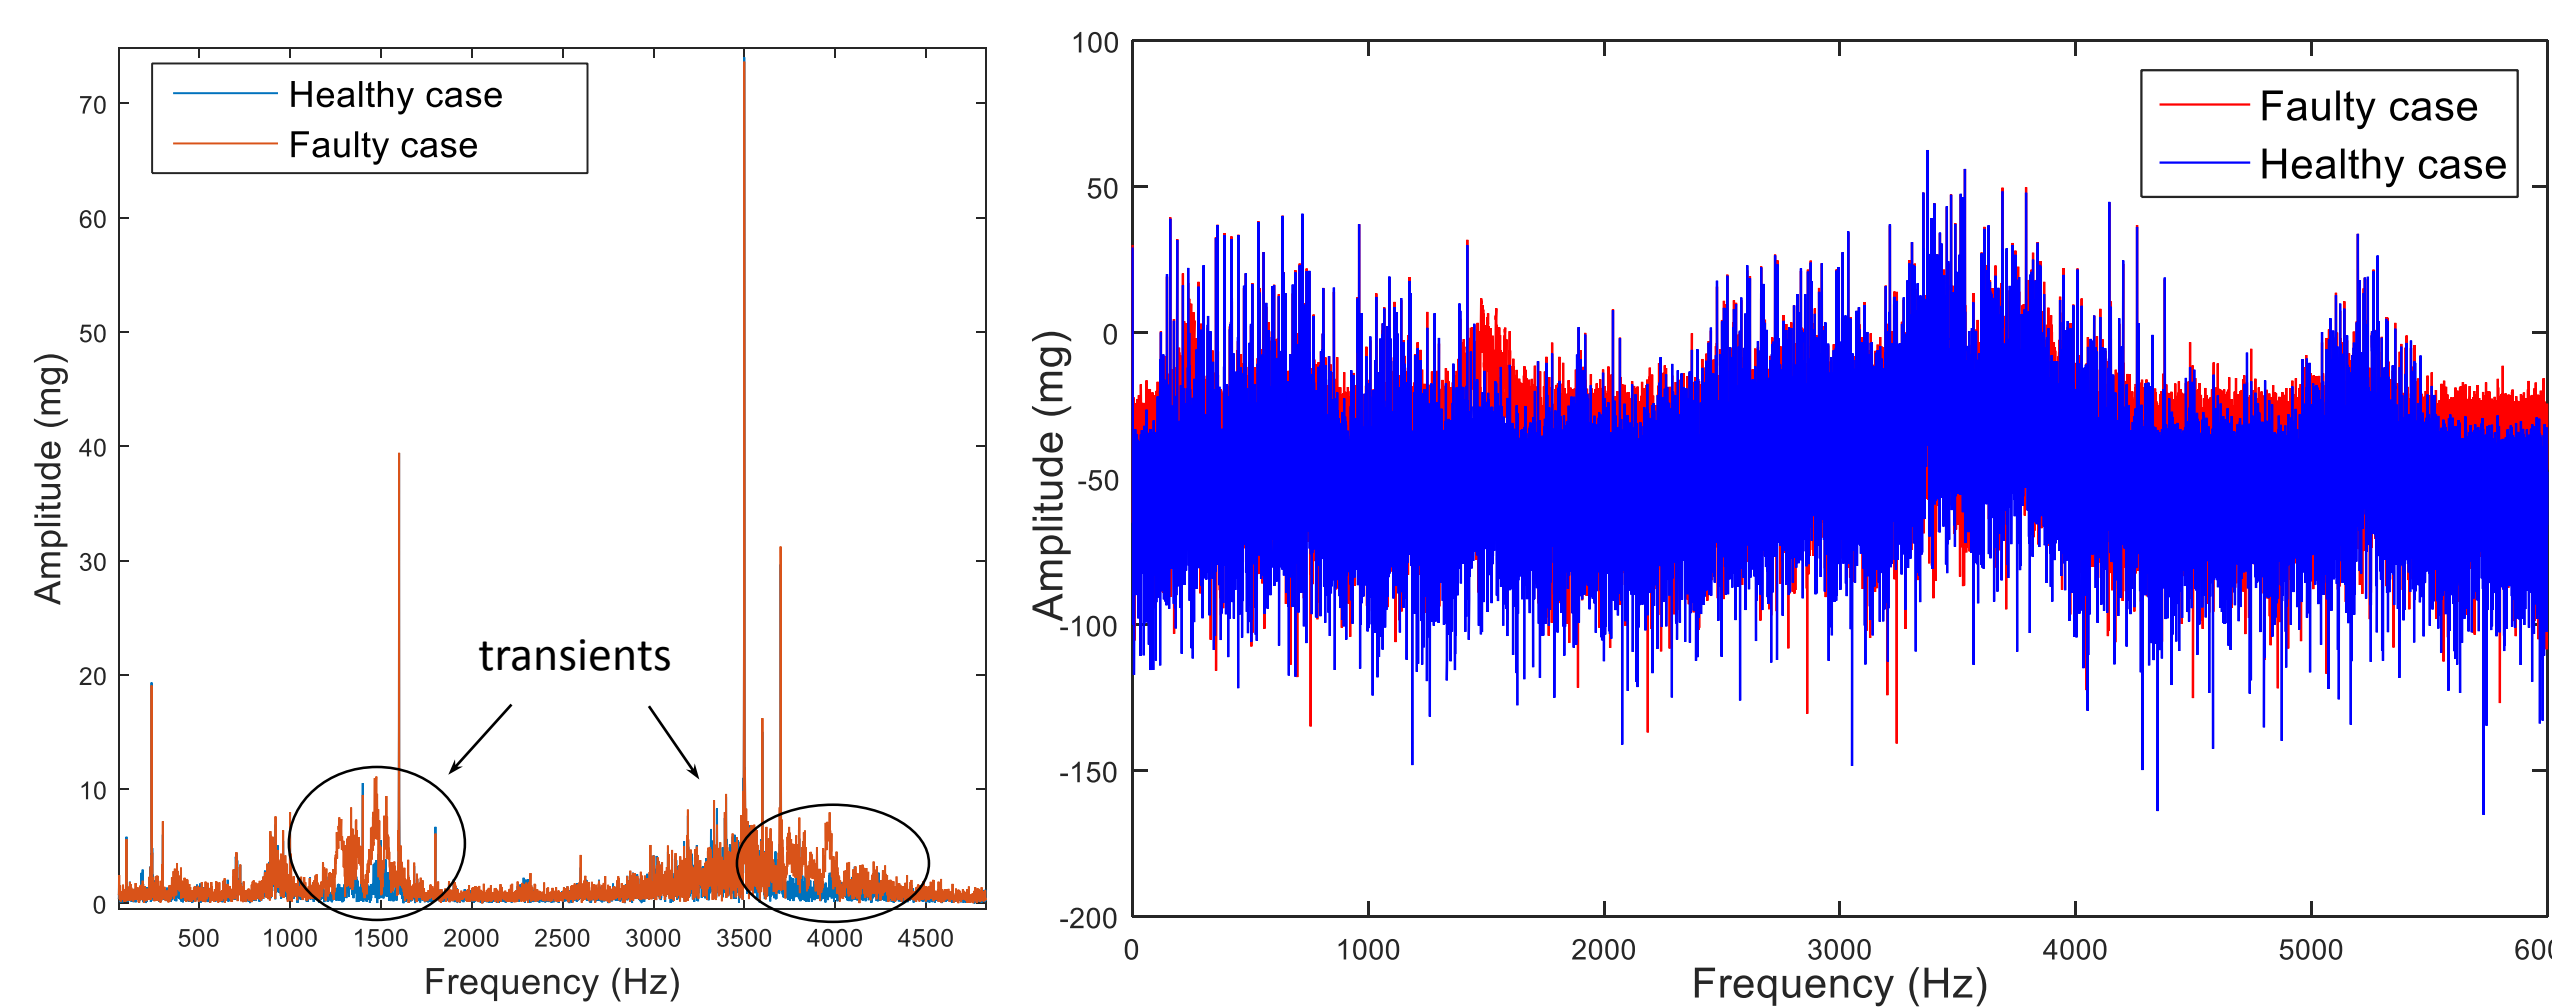 Healthy case
Faulty case
70
60
50
40
30
20
10
0
Amplitude (mg)
transients
500 1000 1500 2000 2500 3000 3500 4000 4500
Frequency (Hz)
100
50
0
-50
-100
-150
-200
Amplitude (mg)
Faulty case
Healthy case
0 1000 2000 3000 4000 5000
Frequency (Hz)